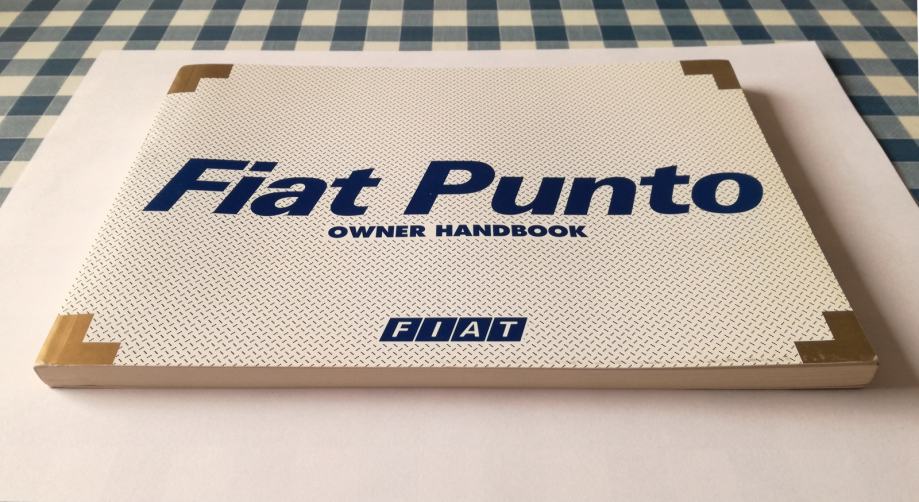 Fiat Punto
OWNER HANDBOOK
FIAT